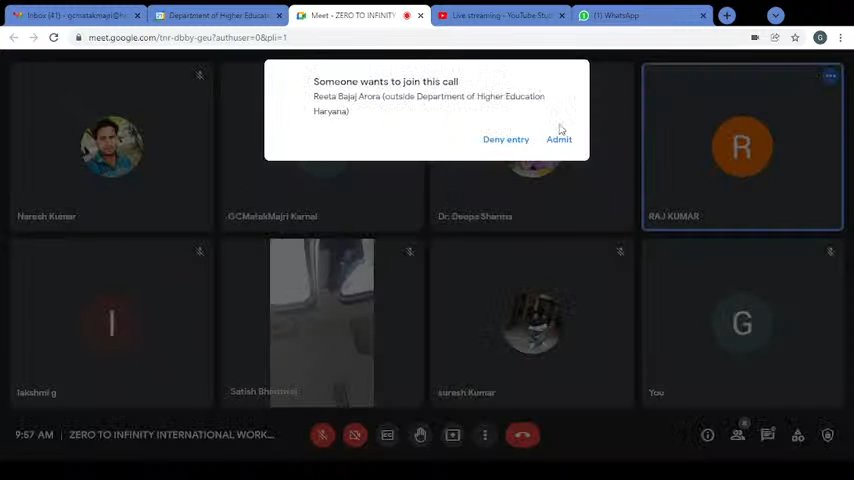 Inbox (41) - gcmatakmajri@h
Department of Higher Educatio
Meet - ZERO TO INFINITY
Live streaming - YouTube Stu
(1) WhatsApp
meet.google.com/tnr-dbby-geu?authuser=0&pli=1
G
Someone wants to join this call
Reeta Bajaj Arora (outside Department of Higher Education
Haryana)
Deny entry
Admit
R
Naresh Kumar
GCMatakMajri Karnal
Dr. Deepa Sharma
RAJ KUMAR
l
G
lakshmi g
Satish
suresh Kumar
You
9:57 AM | ZERO TO INFINITY INTERNATIONAL WORK...
8